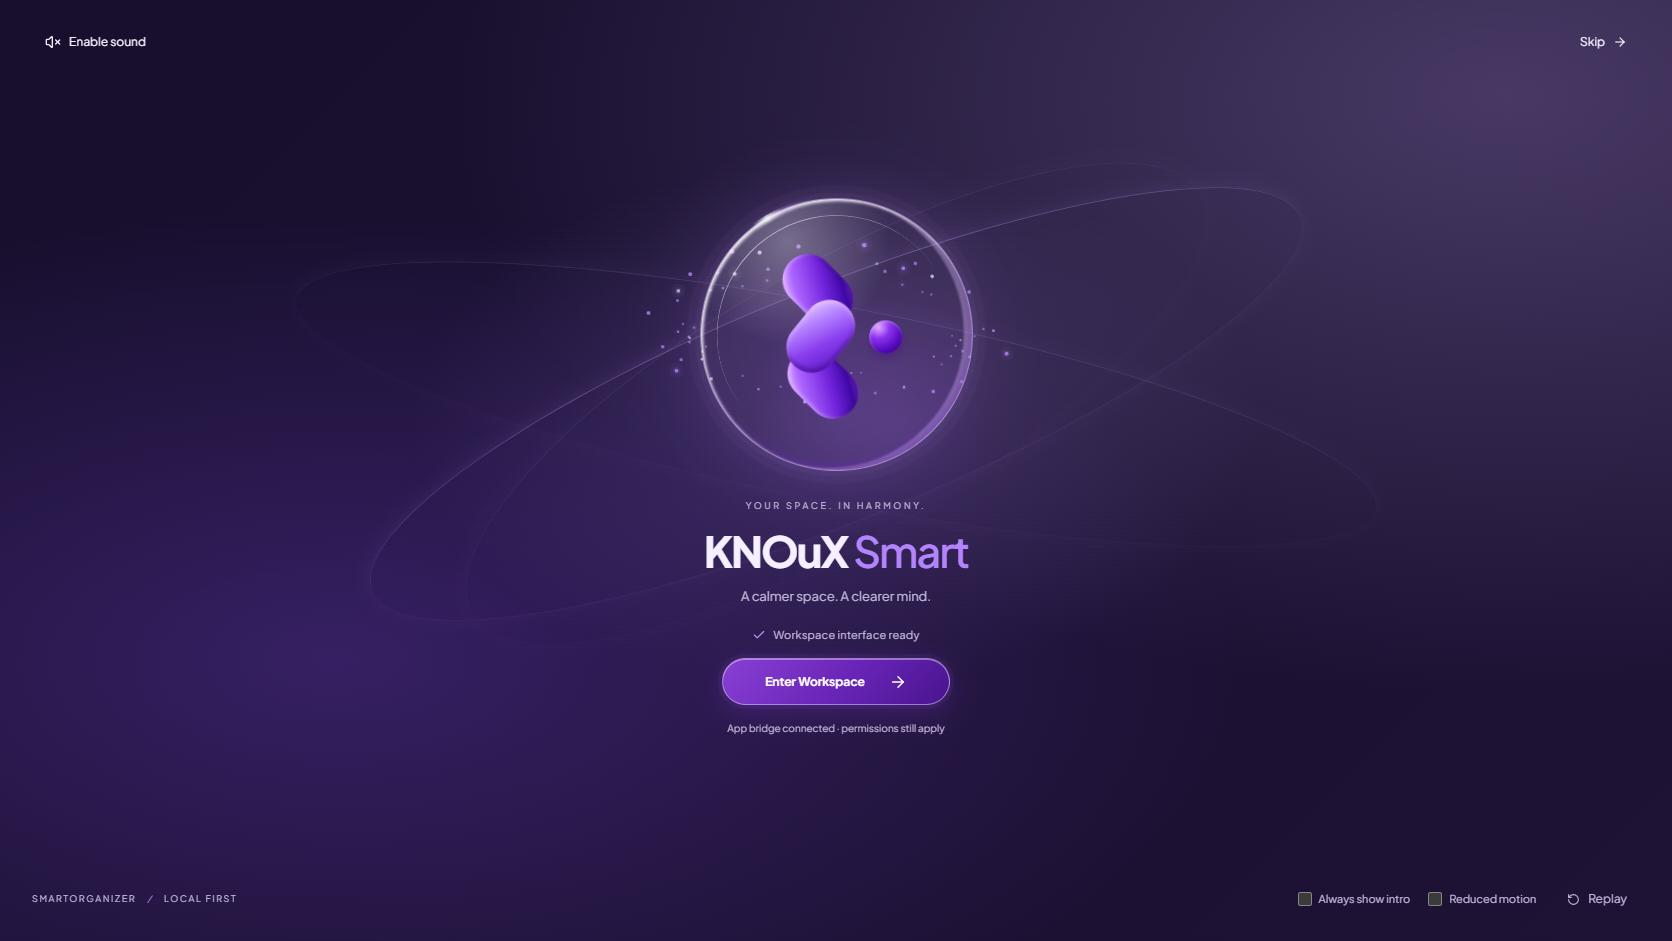 Enable sound
Skip
YOUR SPACE. IN HARMONY.
KNOuX Smart
A calmer space. A clearer mind.
Workspace interface ready
Enter Workspace
App bridge connected · permissions still apply
SMARTORGANIZER / LOCAL FIRST
Always show intro
Reduced motion
Replay